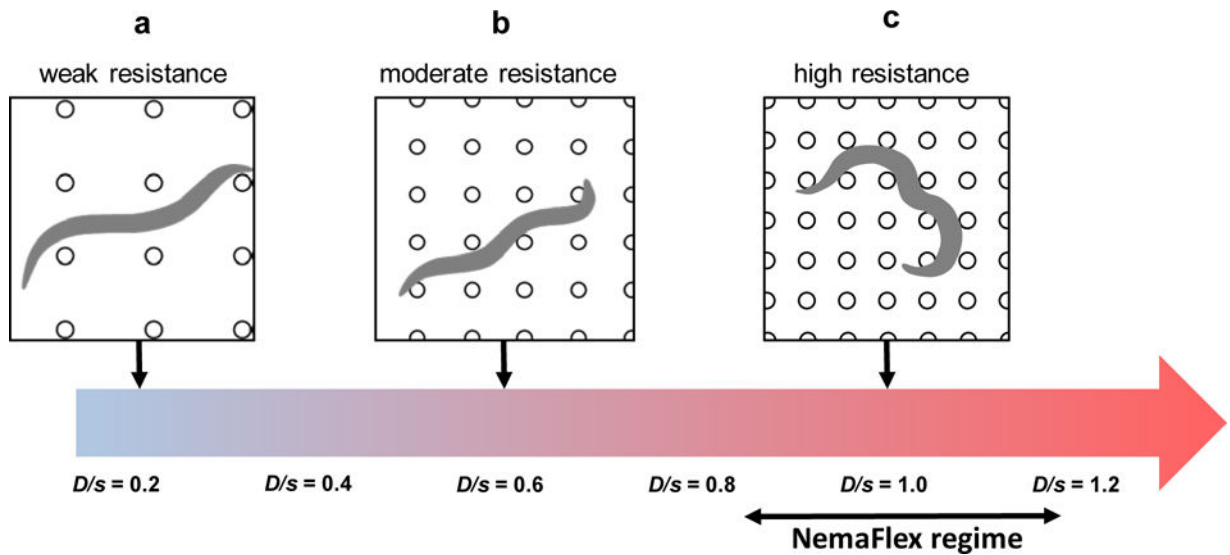 a
b
c
weak resistance
moderate resistance
high resistance
D/s = 0.2
D/s = 0.4
D/s = 0.6
D/s = 0.8
D/s = 1.0
D/s = 1.2
NemaFlex regime